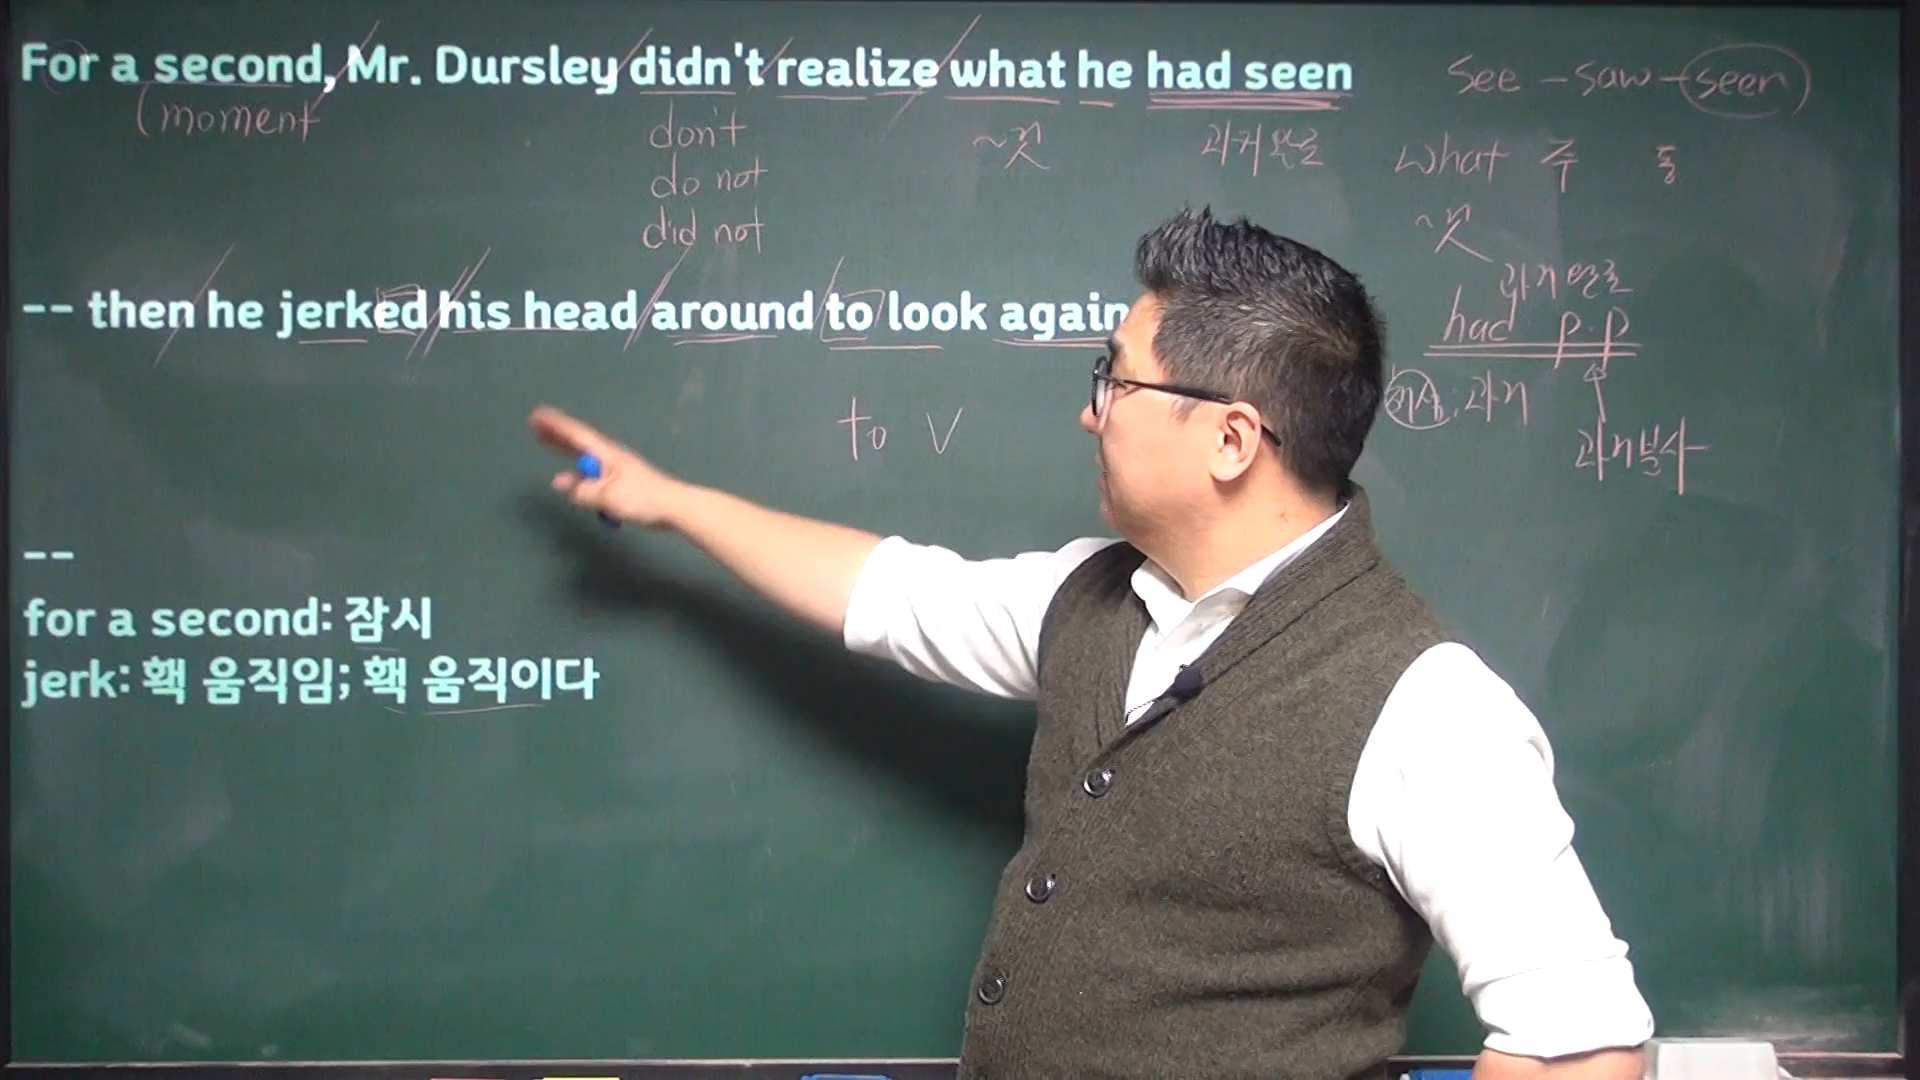 For a second, Mr. Dursley didn't realize what he had seen
see - saw - seen
(moment
don't
do not
did not
~것
과거완료
what 주 동
~것
-- then he jerked his head around to look again
과거완료
had p.p
해석: 과거
과거분사
to V
--
for a second: 잠시
jerk: 홱 움직임; 홱 움직이다